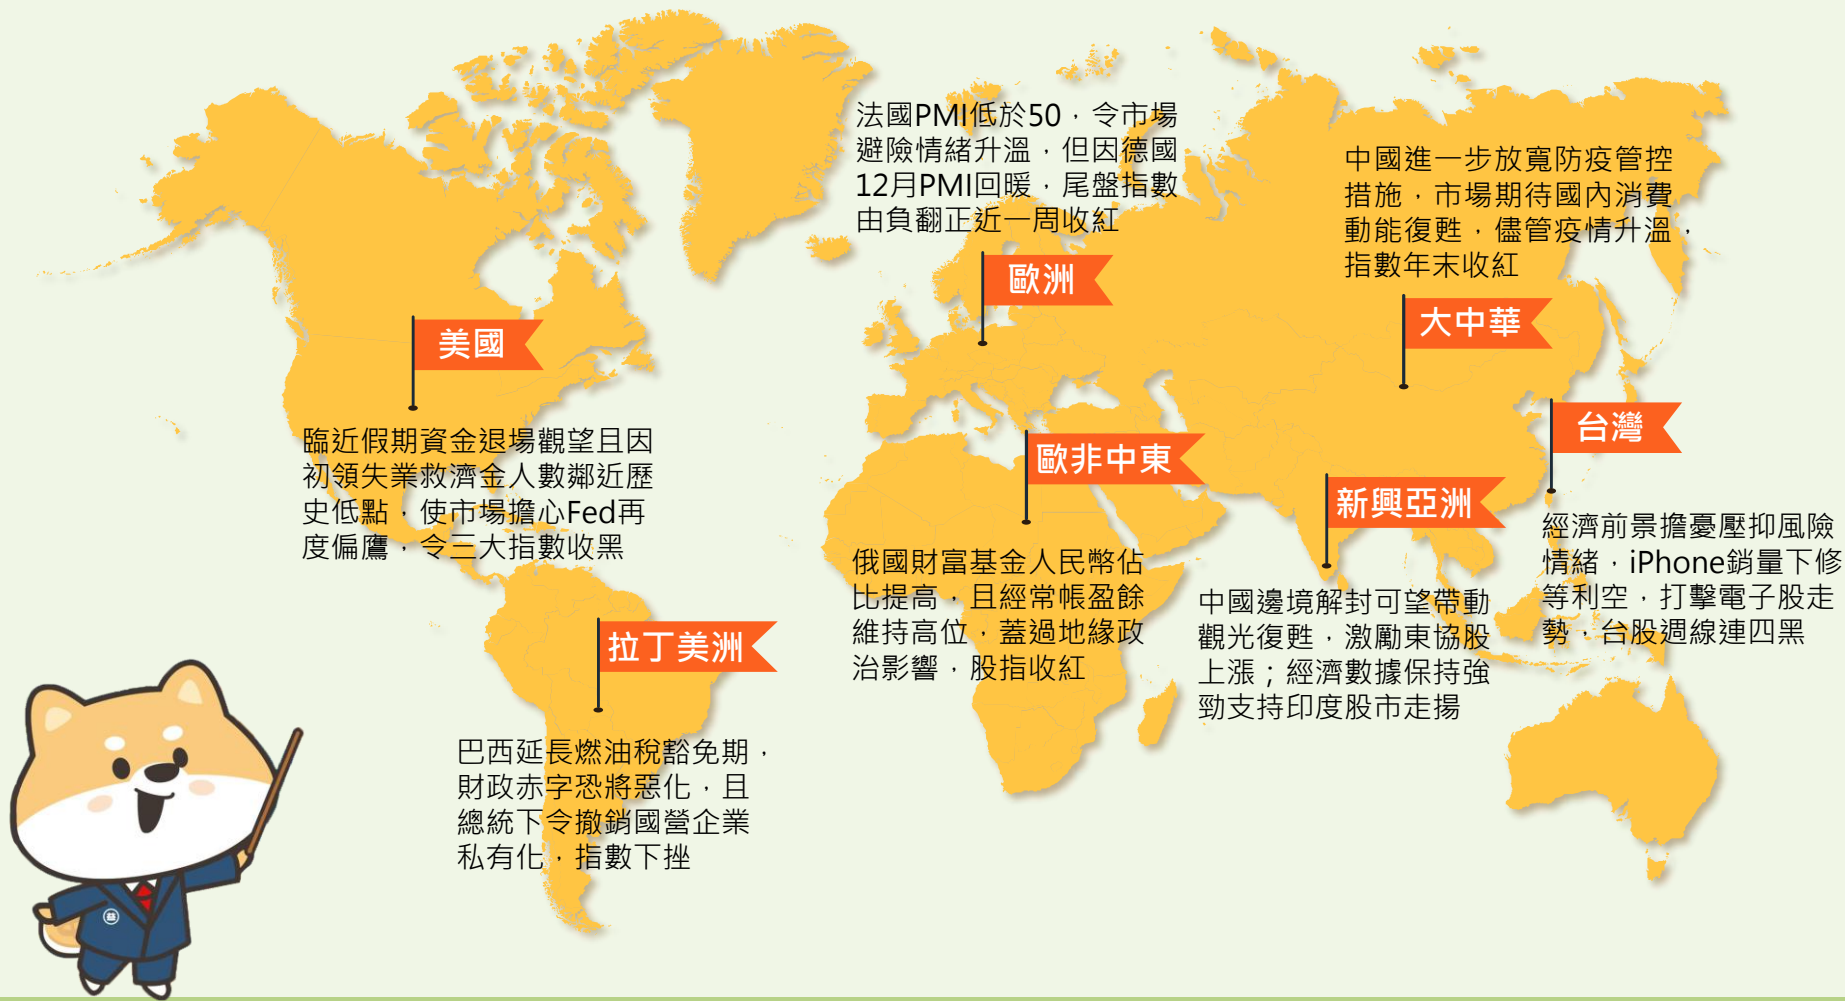 法國PMI低於50，令市場
避險情緒升溫，但因德國
12月PMI回暖，尾盤指數
由負翻正近一周收紅
歐洲
中國進一步放寬防疫管控
措施，市場期待國內消費
動能復甦，儘管疫情升溫，
指數年末收紅
大中華
美國
臨近假期資金退場觀望且因
初領失業救濟金人數鄰近歷
史低點，使市場擔心Fed再
度偏鷹，令三大指數收黑
台灣
經濟前景擔憂壓抑風險
情緒，iPhone銷量下修
等利空，打擊電子股走
勢，台股週線連四黑
歐非中東
俄國財富基金人民幣佔
比提高，且經常帳盈餘
維持高位，蓋過地緣政
治影響，股指收紅
新興亞洲
中國邊境解封可望帶動
觀光復甦，激勵東協股
上漲；經濟數據保持強
勁支持印度股市走揚
拉丁美洲
巴西延長燃油稅豁免期，
財政赤字恐將惡化，且
總統下令撤銷國營企業
私有化，指數下挫